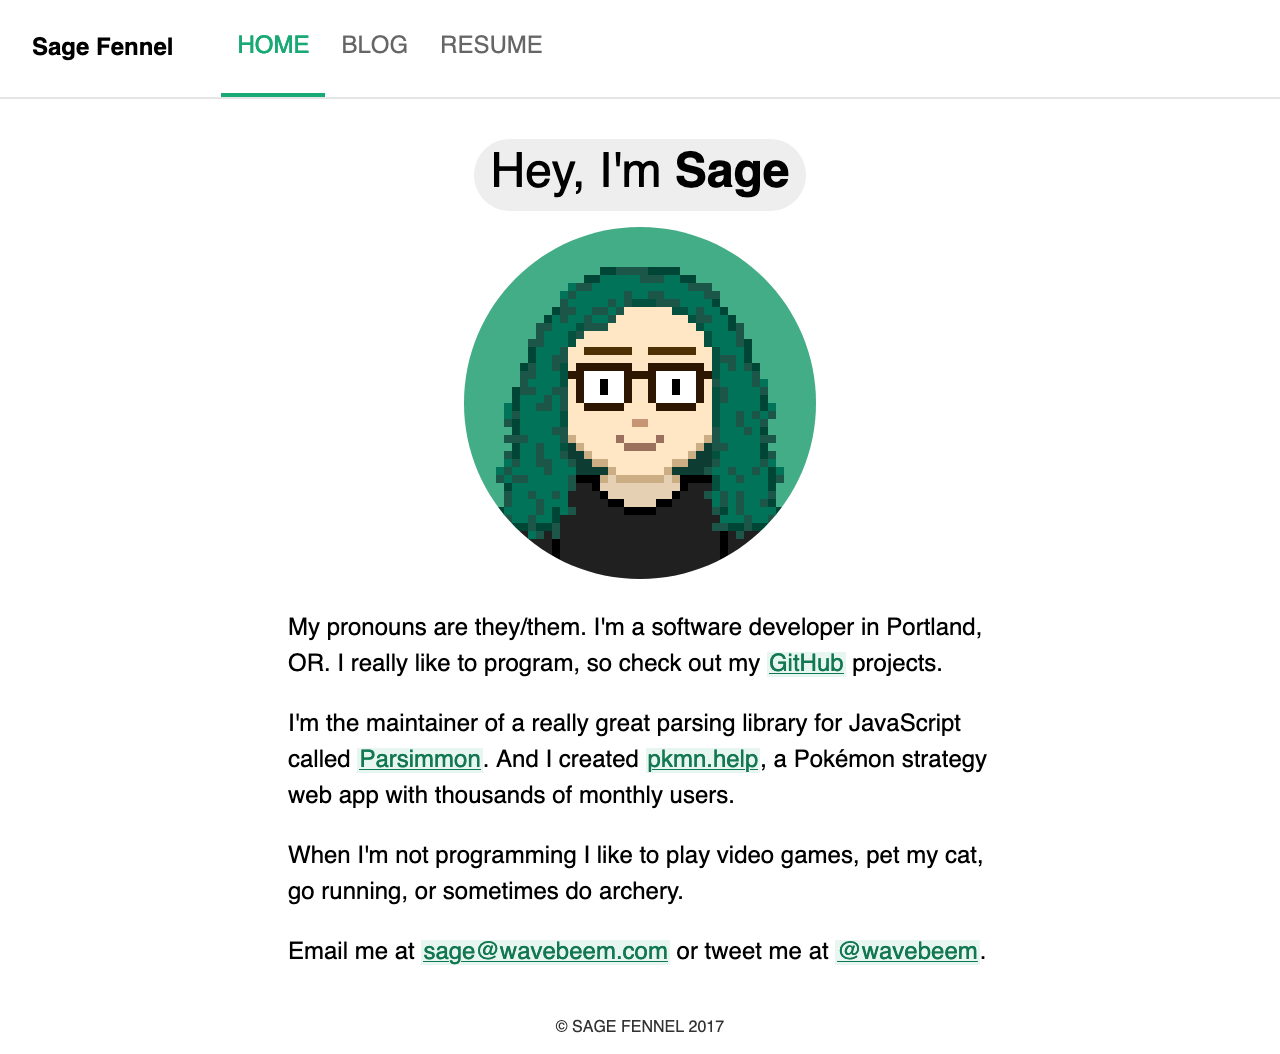 Sage Fennel HOME BLOG RESUME
Hey, I'm Sage
My pronouns are they/them. I'm a software developer in Portland,
OR. I really like to program, so check out my GitHub projects.
I'm the maintainer of a really great parsing library for JavaScript
called Parsimmon. And I created pkmn.help, a Pokémon strategy
web app with thousands of monthly users.
When I'm not programming I like to play video games, pet my cat,
go running, or sometimes do archery.
Email me at sage@wavebeem.com or tweet me at @wavebeem.
© SAGE FENNEL 2017